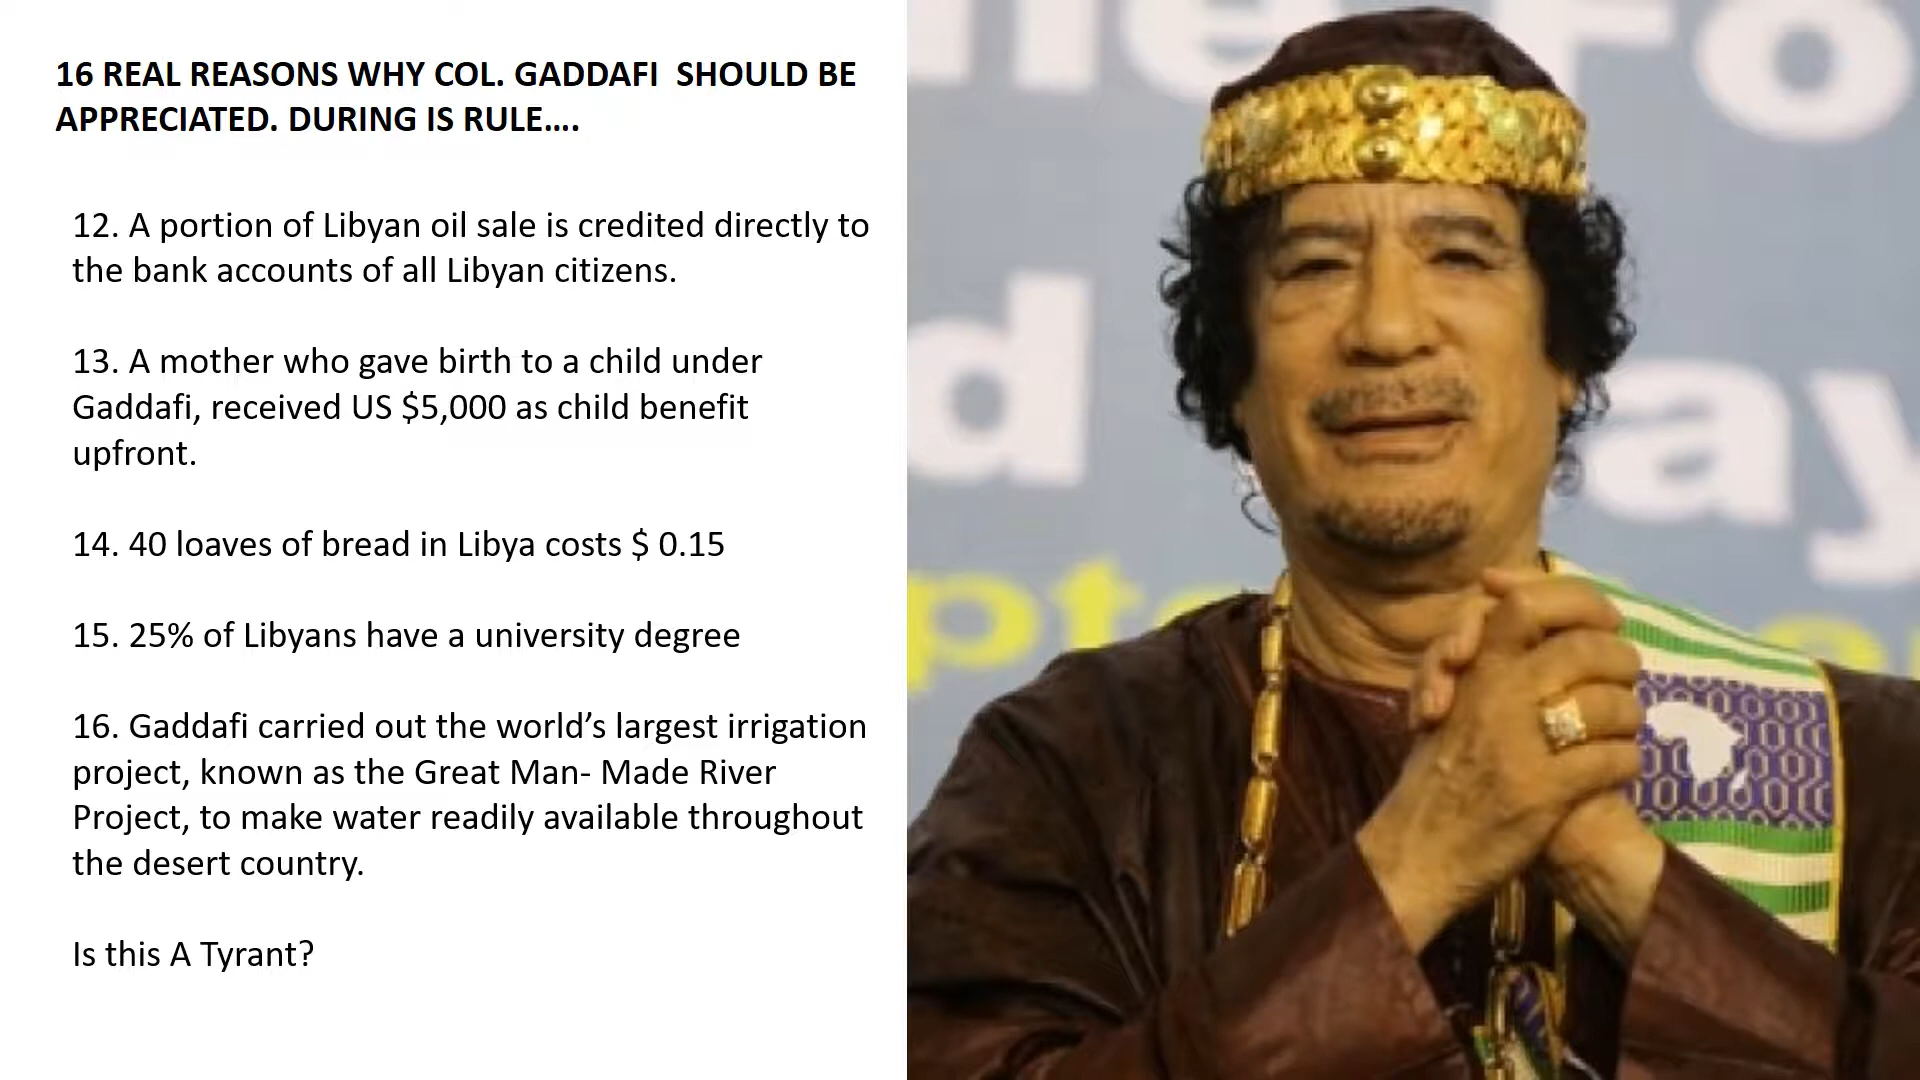 16 REAL REASONS WHY COL. GADDAFI  SHOULD BE
APPRECIATED. DURING IS RULE....
12. A portion of Libyan oil sale is credited directly to
the bank accounts of all Libyan citizens.
13. A mother who gave birth to a child under
Gaddafi, received US $5,000 as child benefit
upfront.
14. 40 loaves of bread in Libya costs $ 0.15
15. 25% of Libyans have a university degree
16. Gaddafi carried out the world’s largest irrigation
project, known as the Great Man- Made River
Project, to make water readily available throughout
the desert country.
Is this A Tyrant?